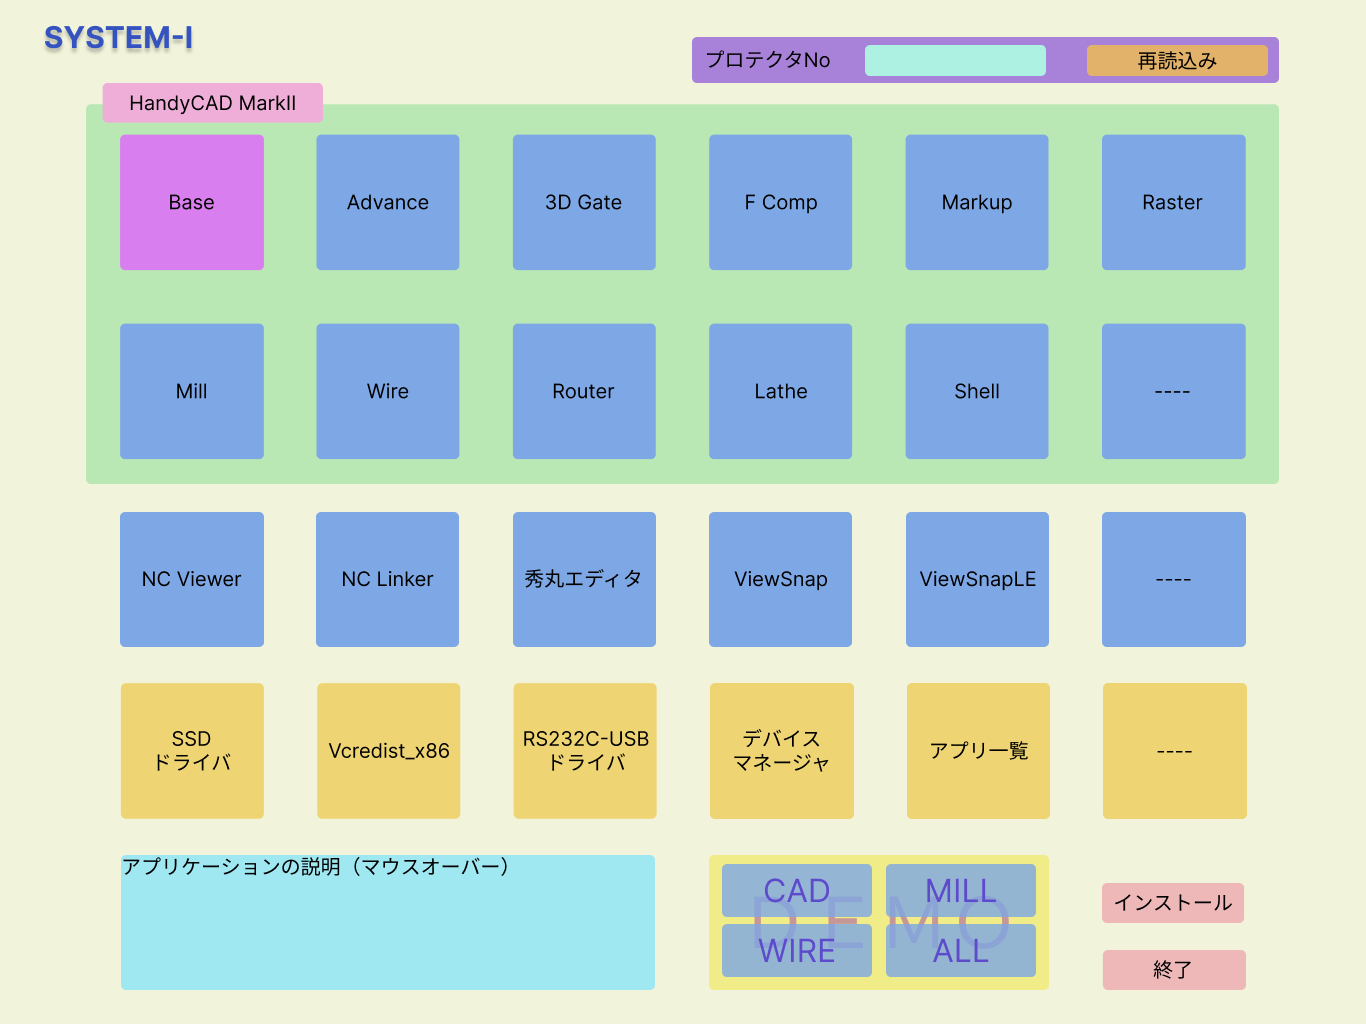 SYSTEM-I
プロテクタNo
再読込み
HandyCAD MarkII
Base
Advance
3D Gate
F Comp
Markup
Raster
Mill
Wire
Router
Lathe
Shell
----
NC Viewer
NC Linker
秀丸エディタ
ViewSnap
ViewSnapLE
----
SSD
ドライバ
Vcredist_x86
RS232C-USB
ドライバ
デバイス
マネージャ
アプリ一覧
----
アプリケーションの説明（マウスオーバー）
DEMO
CAD
MILL
WIRE
ALL
インストール
終了